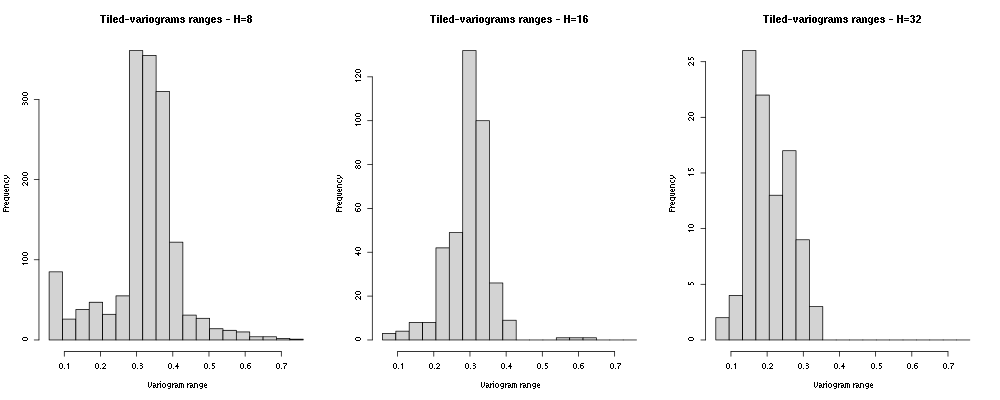 Tiled-variograms ranges - H=8
Tiled-variograms ranges - H=16
Tiled-variograms ranges - H=32
Frequency
0
100
200
300
0.1 0.2 0.3 0.4 0.5 0.6 0.7
Variogram range
Frequency
0
20
40
60
80
100
120
0.1 0.2 0.3 0.4 0.5 0.6 0.7
Variogram range
Frequency
0
5
10
15
20
25
0.1 0.2 0.3 0.4 0.5 0.6 0.7
Variogram range